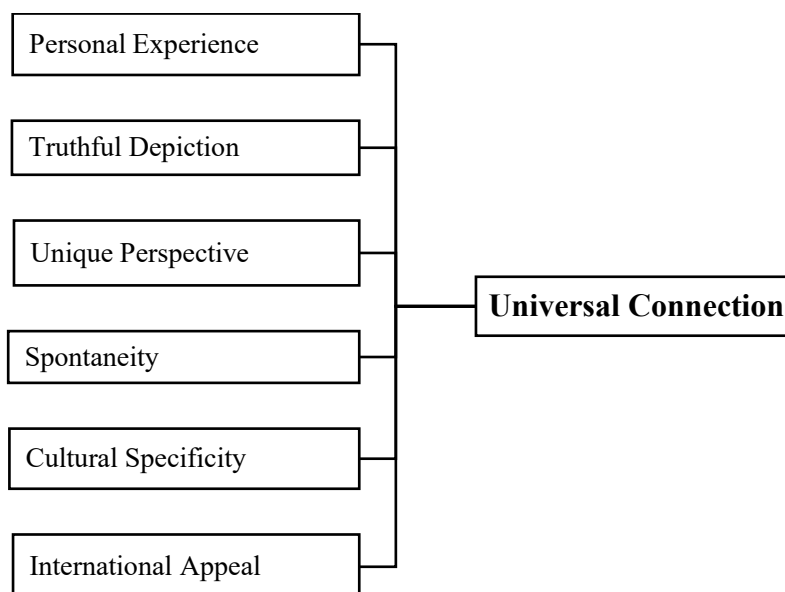 Personal Experience
Truthful Depiction
Unique Perspective
Universal Connection
Spontaneity
Cultural Specificity
International Appeal